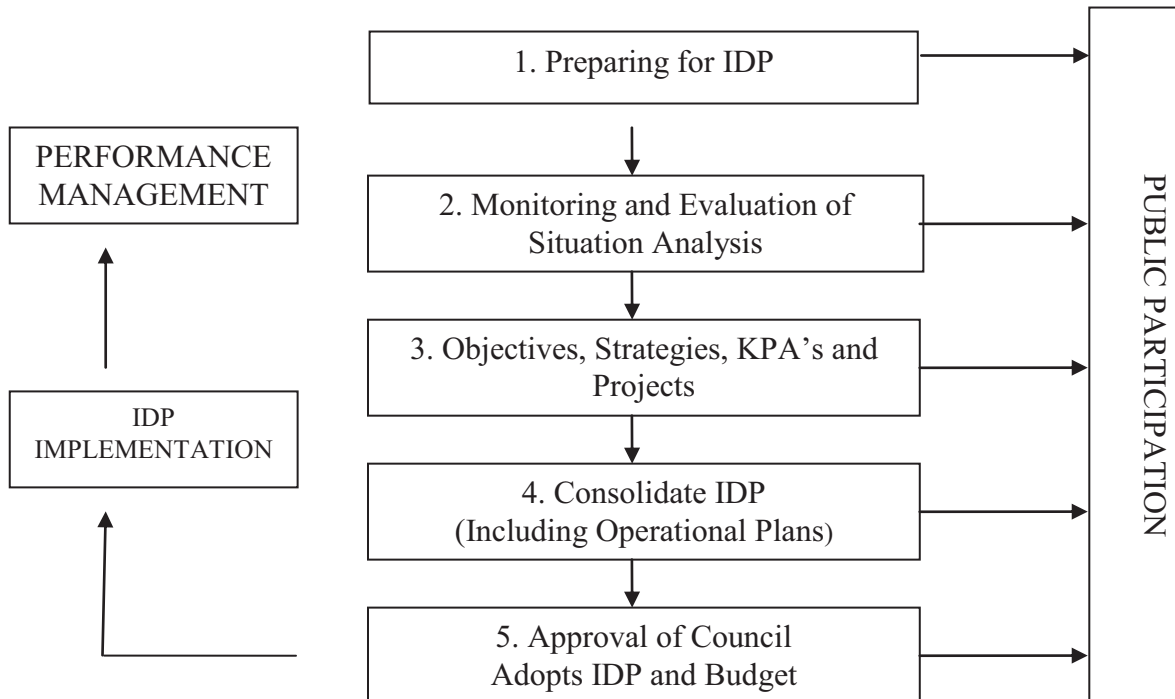 1. Preparing for IDP
PERFORMANCE
MANAGEMENT
2. Monitoring and Evaluation of
Situation Analysis
3. Objectives, Strategies, KPA’s and
Projects
IDP
IMPLEMENTATION
4. Consolidate IDP
(Including Operational Plans)
5. Approval of Council
Adopts IDP and Budget
PUBLIC PARTICIPATION